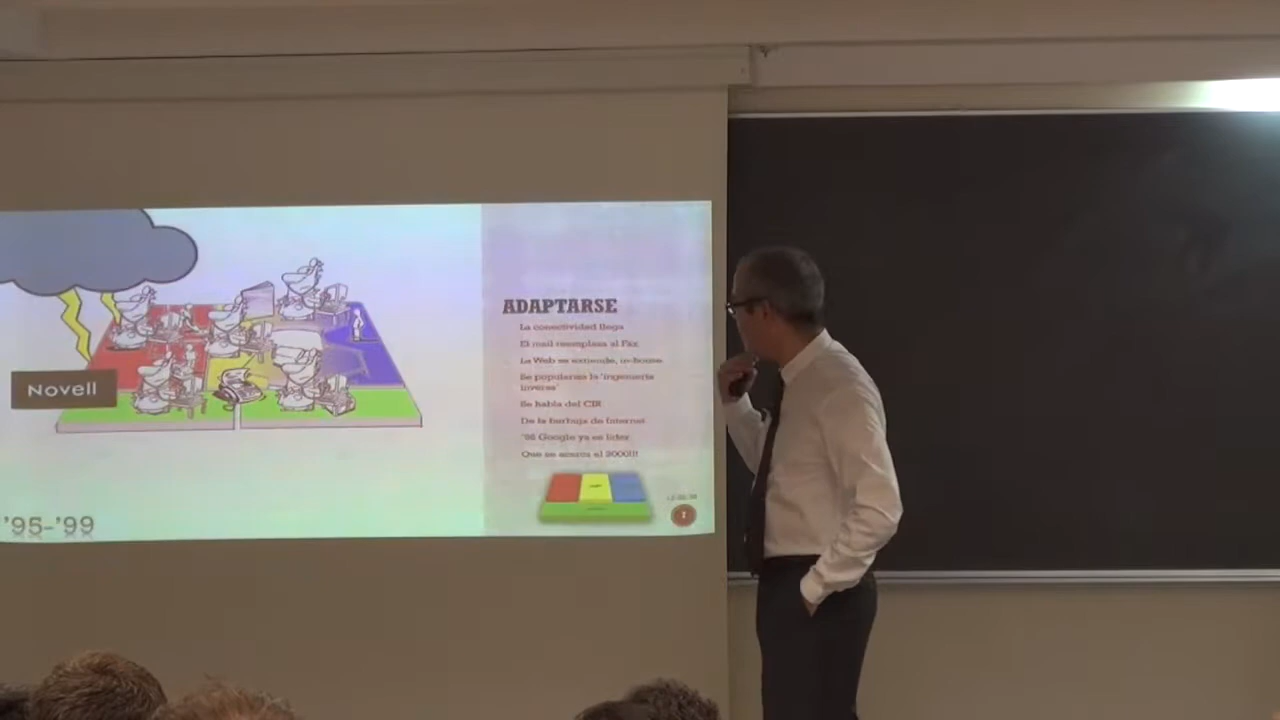 Novell
'95-'99
ADAPTARSE
La conectividad llega
El mail reemplaza al Fax
La Web se extiende, in-house
Se populariza la 'ingeniería
inversa'
Se habla del CIR
De la burbuja de Internet
Google ya es líder
Que se acerca el 2000!!!